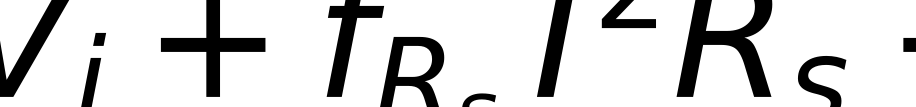 v_i + f_{R_s} I^2 R_s